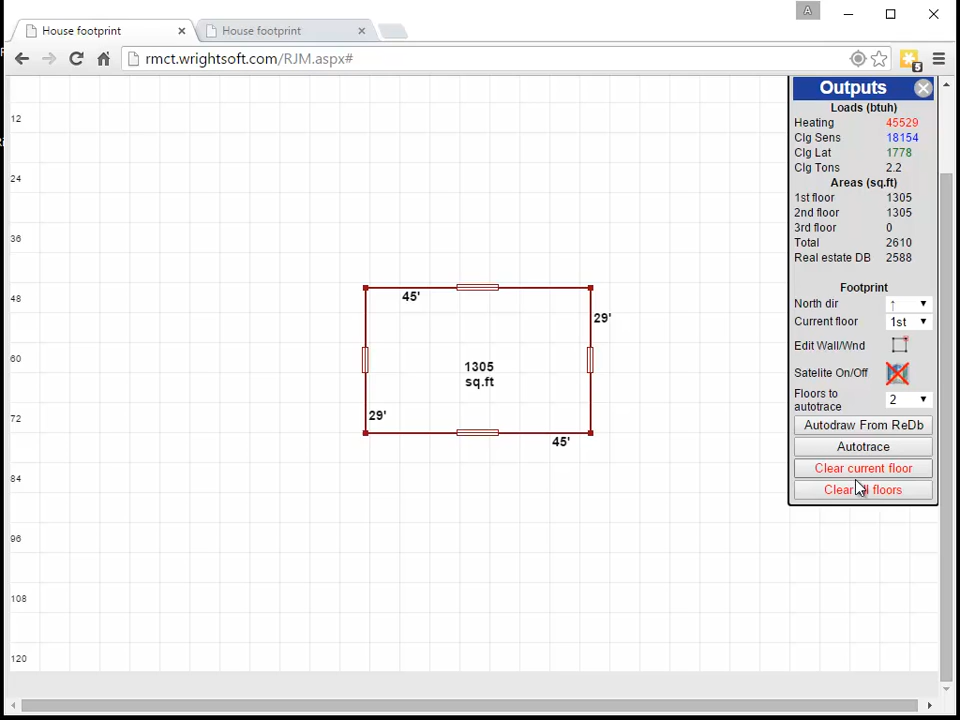 A
House footprint
House footprint
rmct.wrightsoft.com/RJM.aspx#
5
12
24
36
48
60
72
84
96
108
120
45'
29'
1305
sq.ft
29'
45'
Outputs
Loads (btuh)
Heating 45529
Clg Sens 18154
Clg Lat 1778
Clg Tons 2.2
Areas (sq.ft)
1st floor 1305
2nd floor 1305
3rd floor 0
Total 2610
Real estate DB 2588
Footprint
North dir ↑
Current floor 1st
Edit Wall/Wnd
Satelite On/Off
Floors to
autotrace 2
Autodraw From ReDb
Autotrace
Clear current floor
Clear all floors